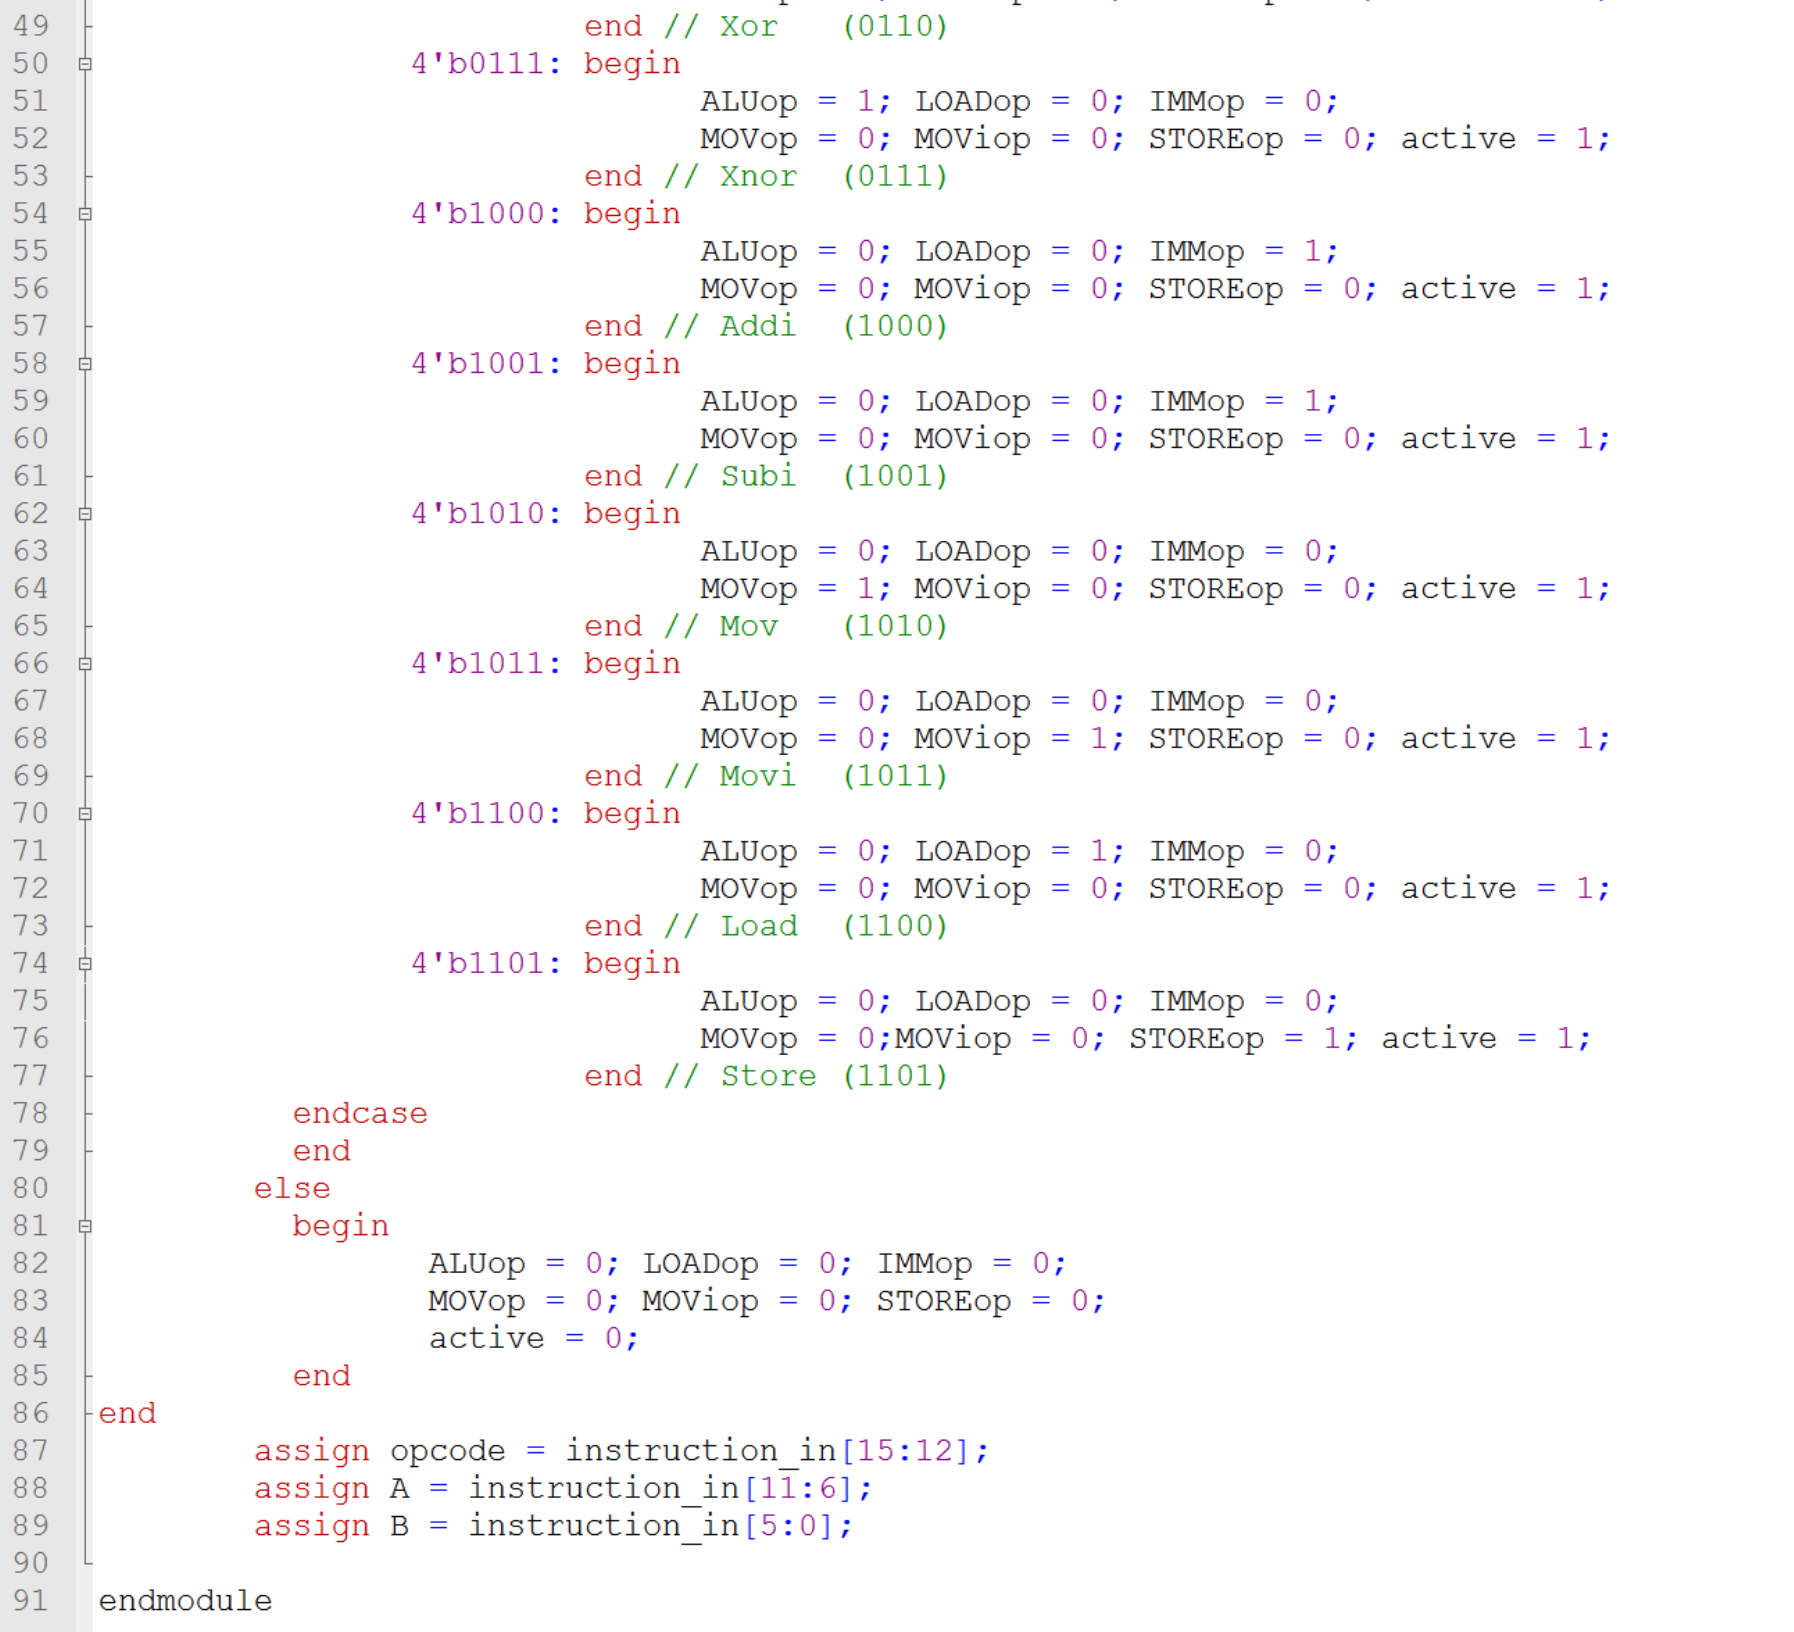 49 end // Xor (0110)
50 4'b0111: begin
51 ALUop = 1; LOADop = 0; IMMop = 0;
52 MOVop = 0; MOViop = 0; STOREop = 0; active = 1;
53 end // Xnor (0111)
54 4'b1000: begin
55 ALUop = 0; LOADop = 0; IMMop = 1;
56 MOVop = 0; MOViop = 0; STOREop = 0; active = 1;
57 end // Addi (1000)
58 4'b1001: begin
59 ALUop = 0; LOADop = 0; IMMop = 1;
60 MOVop = 0; MOViop = 0; STOREop = 0; active = 1;
61 end // Subi (1001)
62 4'b1010: begin
63 ALUop = 0; LOADop = 0; IMMop = 0;
64 MOVop = 1; MOViop = 0; STOREop = 0; active = 1;
65 end // Mov (1010)
66 4'b1011: begin
67 ALUop = 0; LOADop = 0; IMMop = 0;
68 MOVop = 0; MOViop = 1; STOREop = 0; active = 1;
69 end // Movi (1011)
70 4'b1100: begin
71 ALUop = 0; LOADop = 1; IMMop = 0;
72 MOVop = 0; MOViop = 0; STOREop = 0; active = 1;
73 end // Load (1100)
74 4'b1101: begin
75 ALUop = 0; LOADop = 0; IMMop = 0;
76 MOVop = 0;MOViop = 0; STOREop = 1; active = 1;
77 end // Store (1101)
78 endcase
79 end
80 else
81 begin
82 ALUop = 0; LOADop = 0; IMMop = 0;
83 MOVop = 0; MOViop = 0; STOREop = 0;
84 active = 0;
85 end
86 end
87 assign opcode = instruction_in[15:12];
88 assign A = instruction_in[11:6];
89 assign B = instruction_in[5:0];
90
91 endmodule